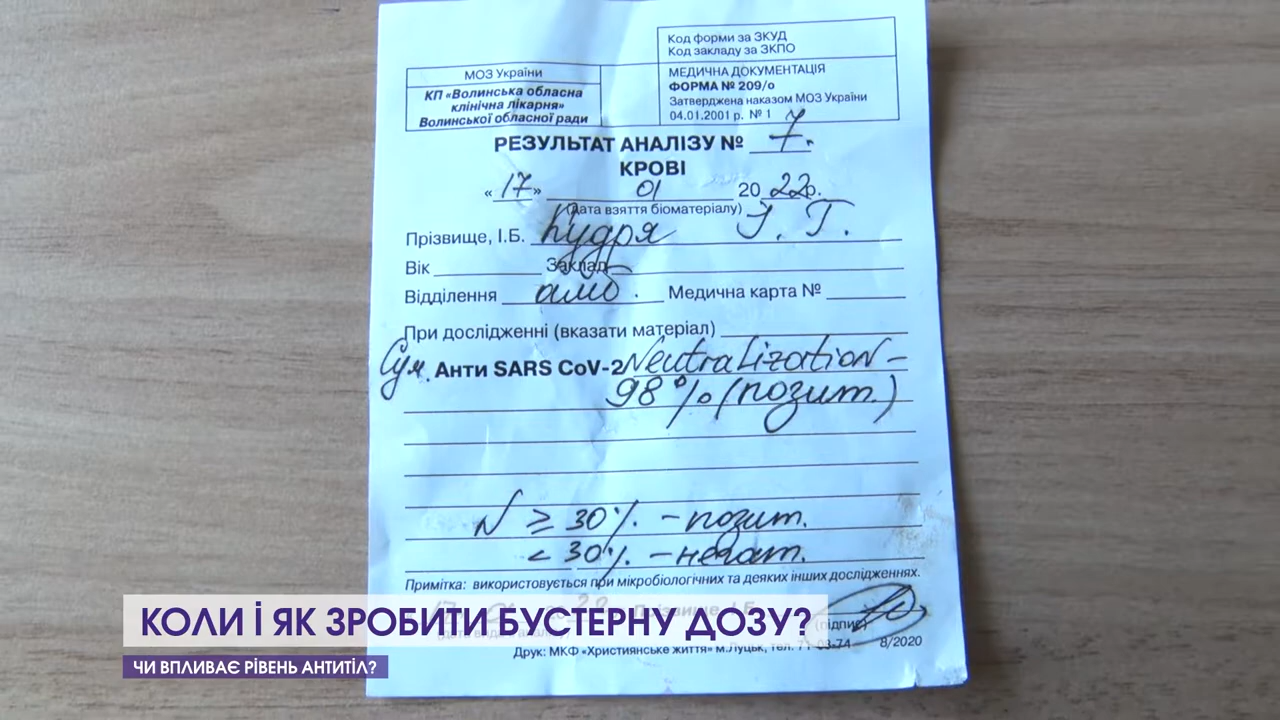 Код форми за ЗКУД
Код закладу за ЗКПО
МОЗ України
КП «Волинська обласна
клінічна лікарня»
Волинської обласної ради
МЕДИЧНА ДОКУМЕНТАЦІЯ
ФОРМА № 209/о
Затверджена наказом МОЗ України
04.01.2001 р. № 1
РЕЗУЛЬТАТ АНАЛІЗУ № 7.
КРОВІ
«17» 01 2022р.
(Дата взяття біоматеріалу)
Прізвище, І.Б. Кудря І. Г.
Вік Заклад
Відділення амб. Медична карта №
При дослідженні (вказати матеріал)
Сум. Анти SARS CoV-2 Neutralization -
98% (позит.)
N ≥ 30% - позит.
< 30% - негат.
Примітка: використовується при мікробіологічних та деяких інших дослідженнях.
КОЛИ І ЯК ЗРОБИТИ БУСТЕРНУ ДОЗУ?
(підпис)
ЧИ ВПЛИВАЄ РІВЕНЬ АНТИТІЛ?
Друк: МКФ «Християнське життя» м.Луцьк, тел. 71-03-74 8/2020